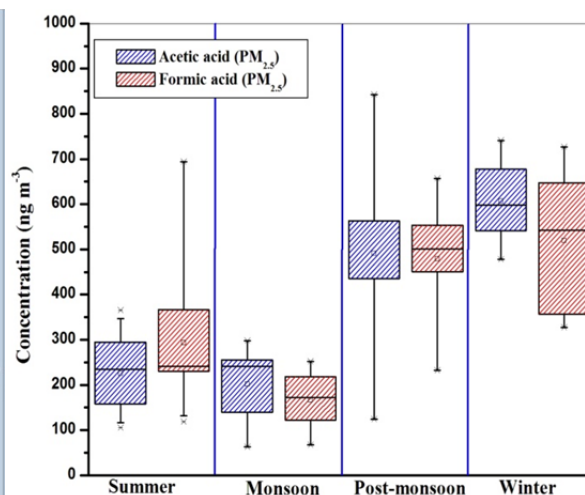 1000
Acetic acid (PM2.5)
Formic acid (PM2.5)
900
800
700
600
500
400
300
200
100
0
Concentration (ng m-3)
Summer Monsoon Post-monsoon Winter